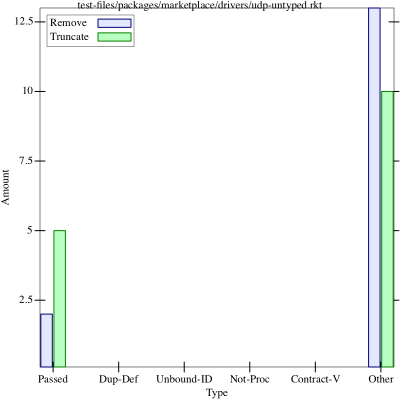 test-files/packages/marketplace/drivers/udp-untyped.rkt
Remove
Truncate
12.5
10
7.5
5
2.5
Amount
Passed Dup-Def Unbound-ID Not-Proc Contract-V Other
Type